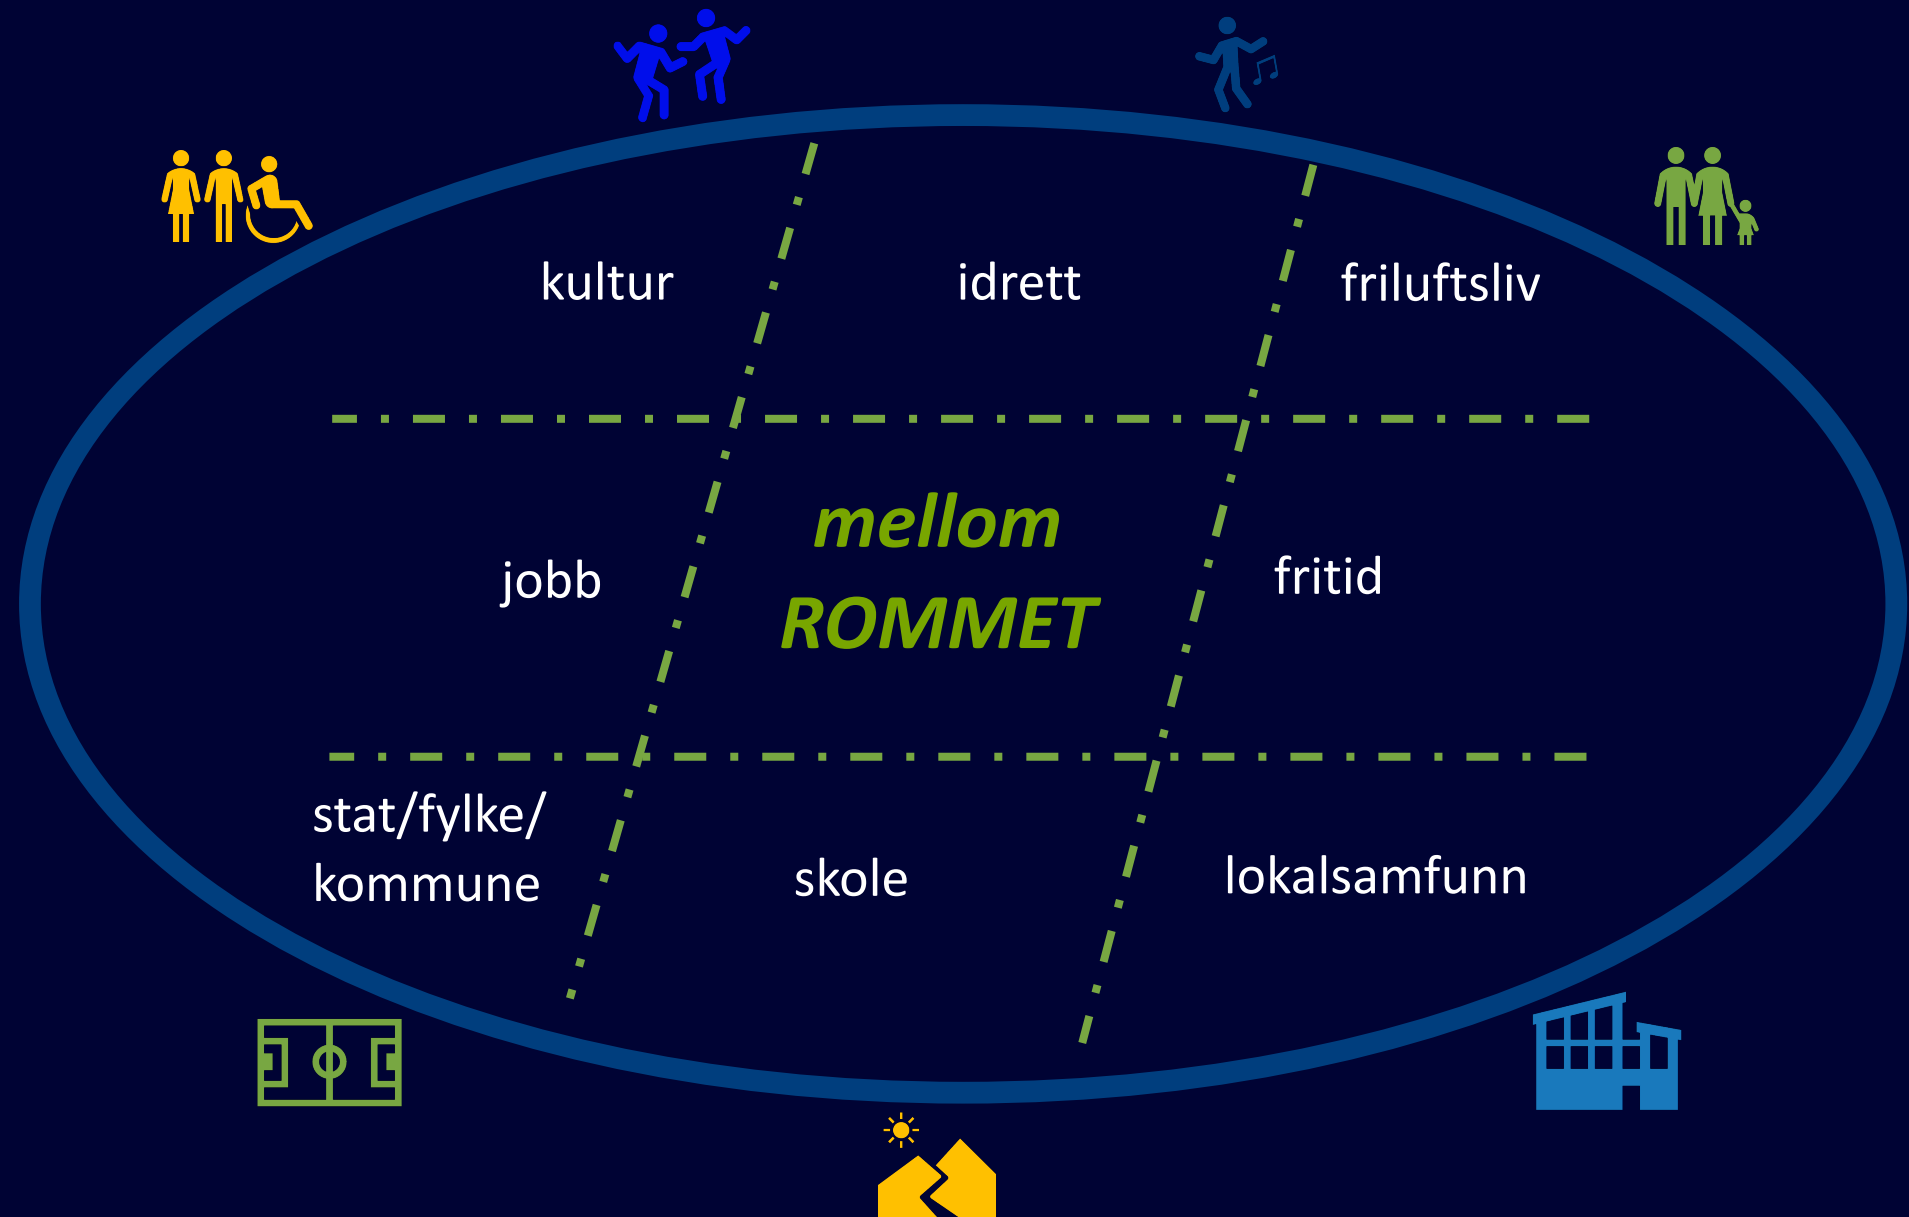 kultur
idrett
friluftsliv
jobb
mellom
ROMMET
fritid
stat/fylke/
kommune
skole
lokalsamfunn